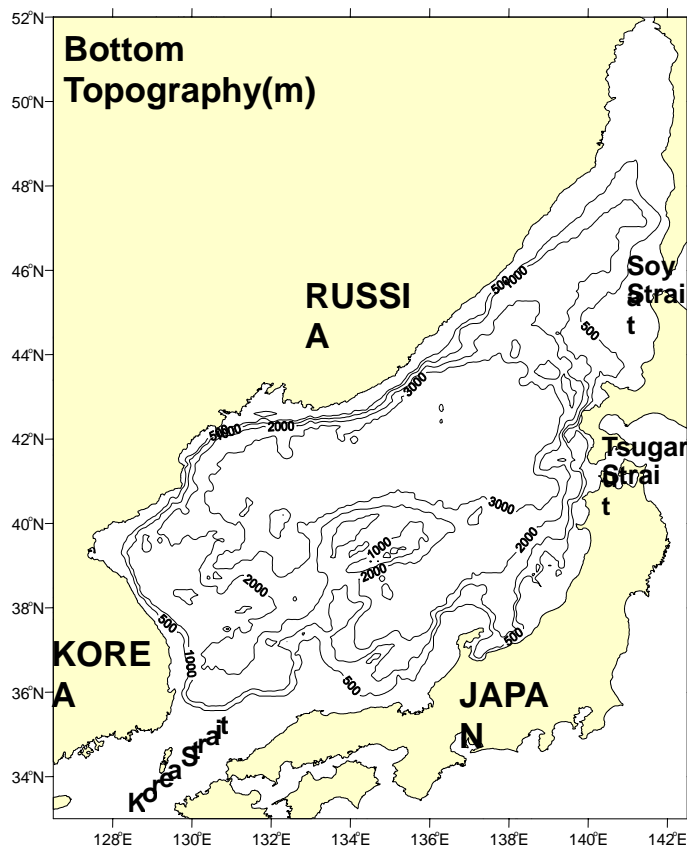 Bottom
Topography(m)
52°N
50°N
48°N
46°N
44°N
42°N
40°N
38°N
36°N
34°N
RUSSI
A
Soy
a
Strai
t
Tsugar
u
Strai
t
KORE
A
JAPA
N
Korea Strait
500
1000
500
3000
500
1000
2000
3000
2000
1000
2000
2000
500
1000
500
500
128°E
130°E
132°E
134°E
136°E
138°E
140°E
142°E